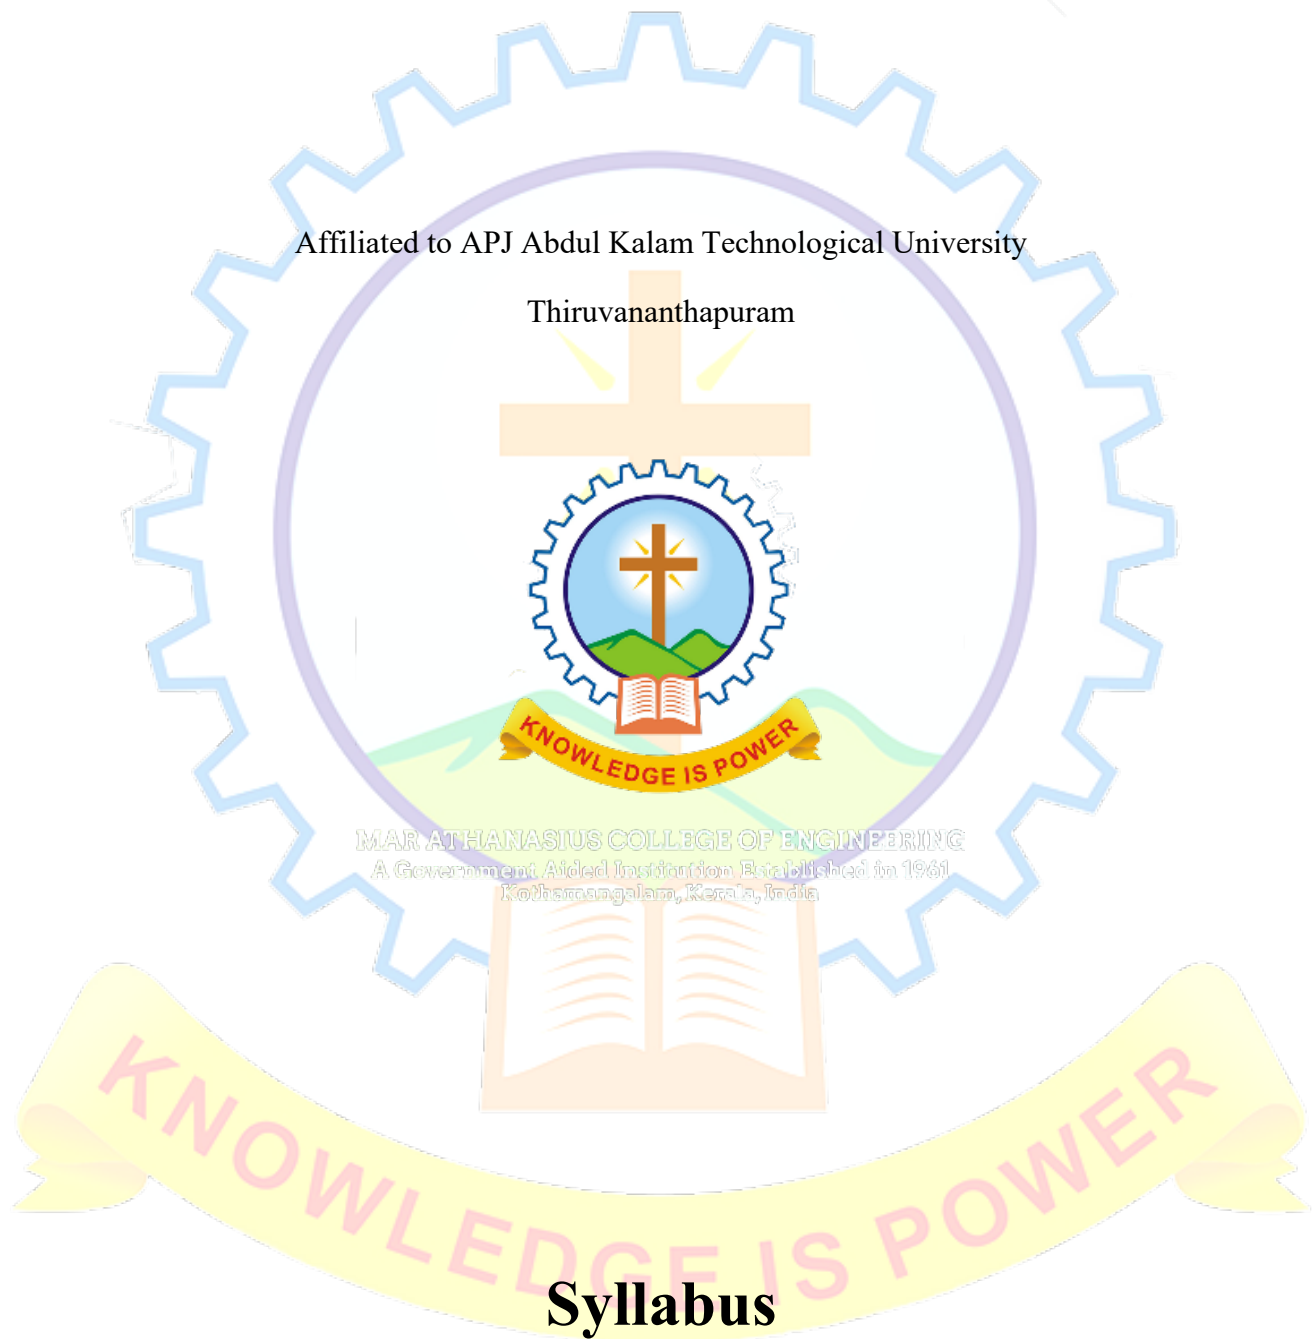 Affiliated to APJ Abdul Kalam Technological University
Thiruvananthapuram
KNOWLEDGE IS POWER
MAR ATHANASIUS COLLEGE OF ENGINEERING
A Government Aided Institution Established in 1961
Kothamangalam, Kerala, India
KNOWLEDGE IS POWER
Syllabus